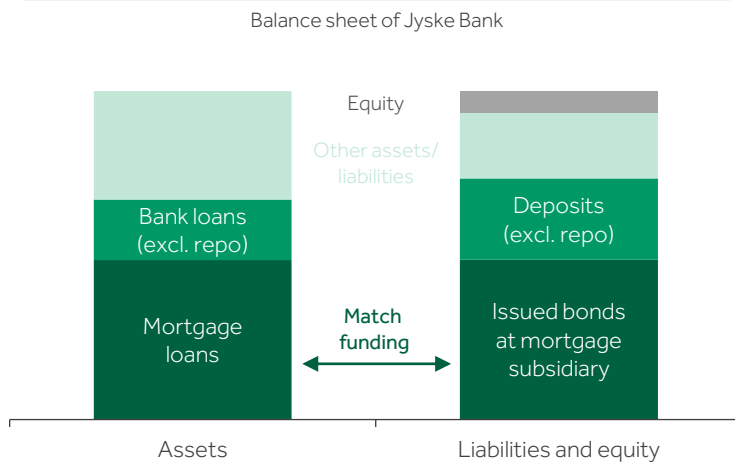 Balance sheet of Jyske Bank
Equity
Other assets/
liabilities
Bank loans
(excl. repo)
Deposits
(excl. repo)
Mortgage
loans
Match
funding
Issued bonds
at mortgage
subsidiary
Assets
Liabilities and equity